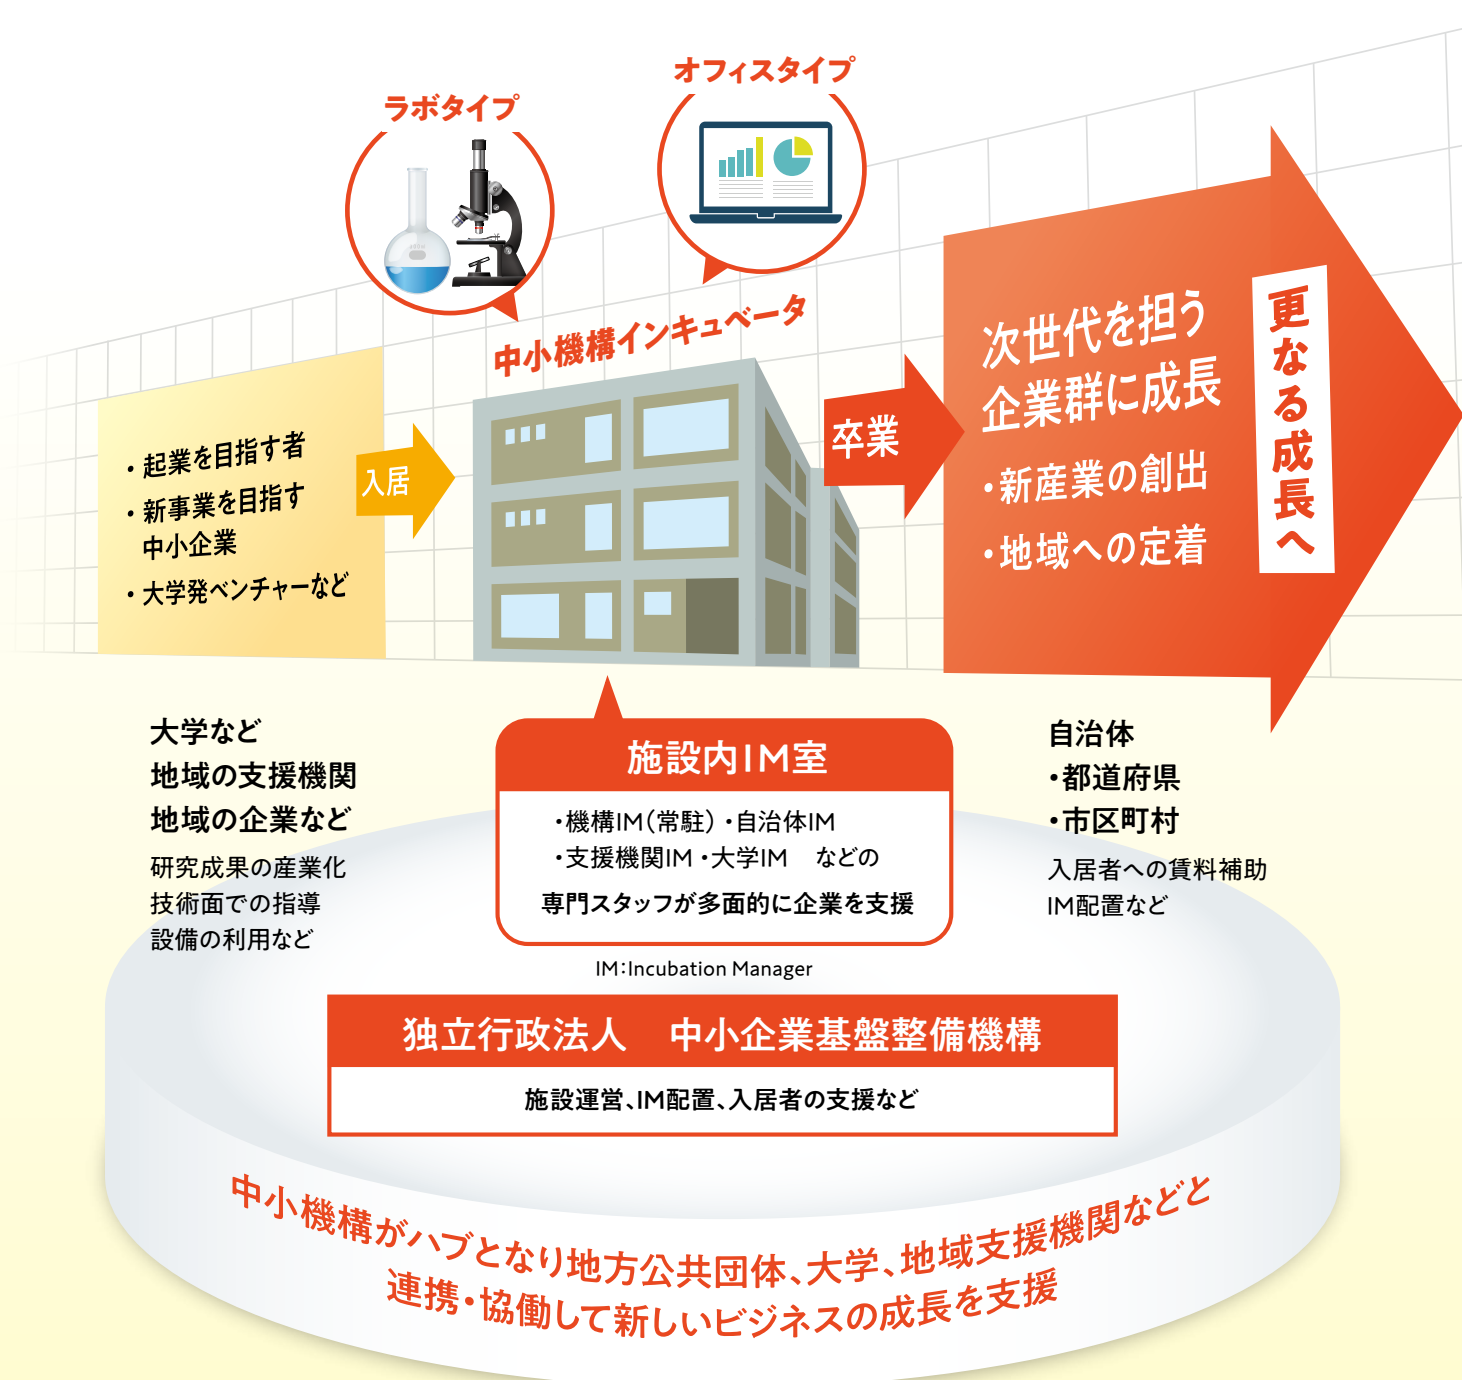 オフィスタイプ
ラボタイプ
中小機構インキュベータ
・起業を目指す者
・新事業を目指す
中小企業
・大学発ベンチャーなど
入居
卒業
次世代を担う
企業群に成長
・新産業の創出
・地域への定着
更なる成長へ
大学など
地域の支援機関
地域の企業など
研究成果の産業化
技術面での指導
設備の利用など
施設内IM室
・機構IM（常駐）・自治体IM
・支援機関IM・大学IM　などの
専門スタッフが多面的に企業を支援
IM：Incubation Manager
自治体
・都道府県
・市区町村
入居者への賃料補助
IM配置など
独立行政法人　中小企業基盤整備機構
施設運営、IM配置、入居者の支援など
中小機構がハブとなり地方公共団体、大学、地域支援機関などと
連携・協働して新しいビジネスの成長を支援